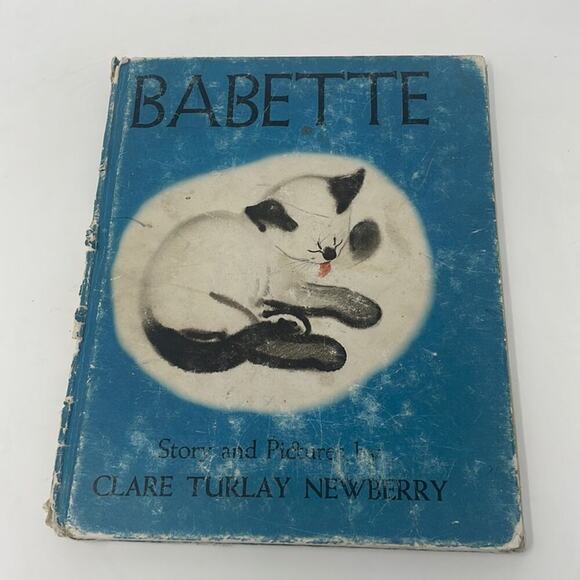 BABETTE
Story and Pictures by
CLARE TURLAY NEWBERRY